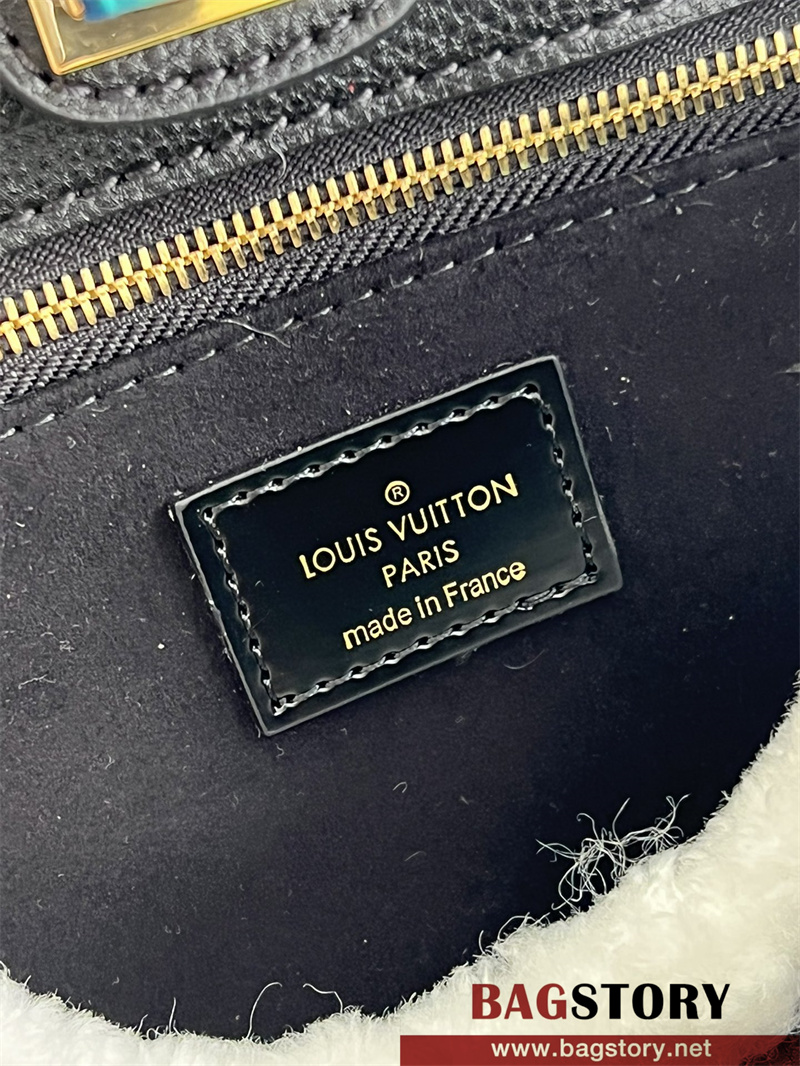 ®
LOUIS VUITTON
PARIS
made in France
BAGSTORY
www.bagstory.net